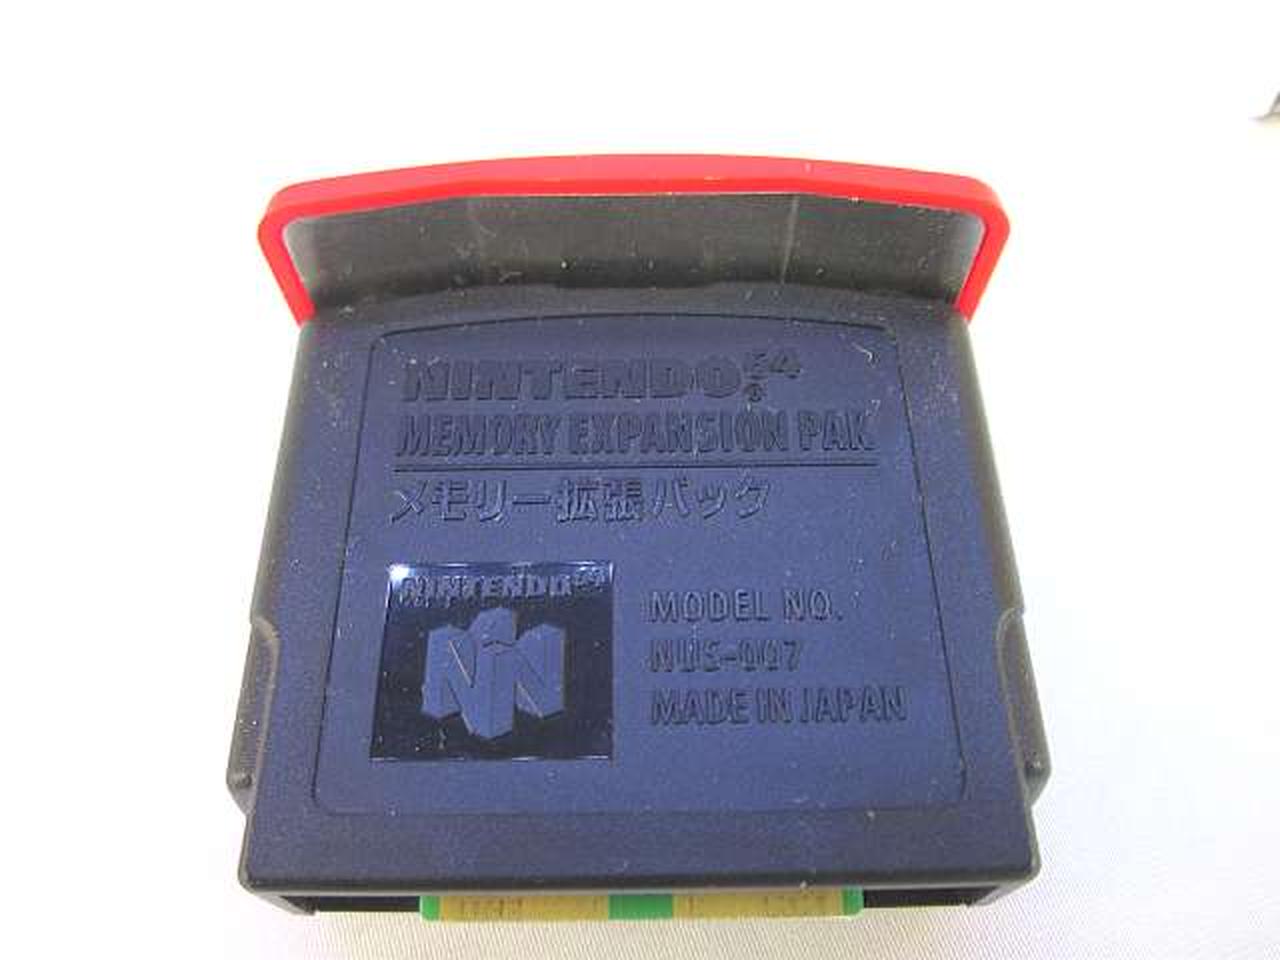 NINTENDO64
®
MEMORY EXPANSION PAK
メモリー拡張パック
NINTENDO64
MODEL NO.
NUS-007
MADE IN JAPAN